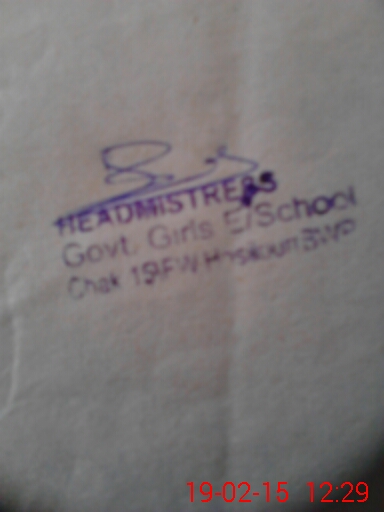 HEADMISTRESS
Govt. Girls E/School
Chak
19-02-15 12:29